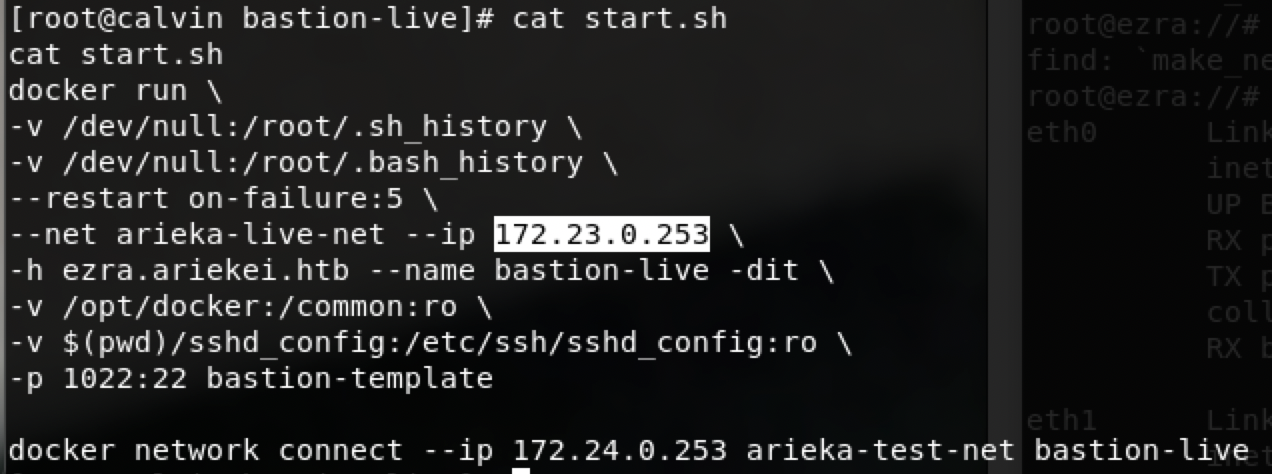 [root@calvin bastion-live]# cat start.sh
cat start.sh
docker run \
-v /dev/null:/root/.sh_history \
-v /dev/null:/root/.bash_history \
--restart on-failure:5 \
--net arieka-live-net --ip 172.23.0.253 \
-h ezra.ariekei.htb --name bastion-live -dit \
-v /opt/docker:/common:ro \
-v $(pwd)/sshd_config:/etc/ssh/sshd_config:ro \
-p 1022:22 bastion-template
docker network connect --ip 172.24.0.253 arieka-test-net bastion-live
root@ezra://#
find: `make_ne
root@ezra://#
eth0 Link
inet
UP B
RX p
TX p
coll
RX b
eth1 Link